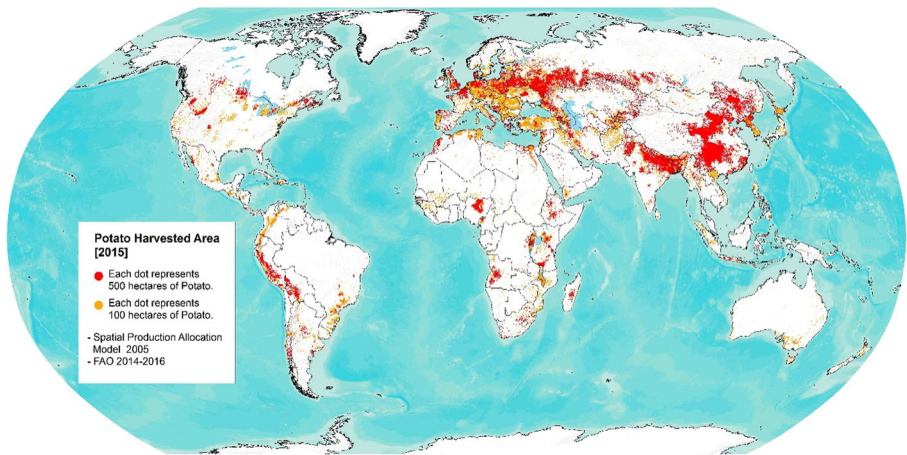 Potato Harvested Area
[2015]
Each dot represents
500 hectares of Potato.
Each dot represents
100 hectares of Potato.
- Spatial Production Allocation
Model 2005
- FAO 2014-2016